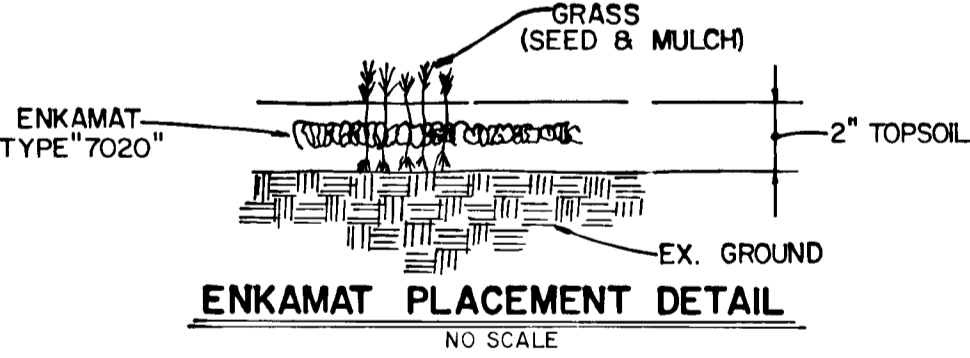 GRASS
(SEED & MULCH)
ENKAMAT
TYPE "7020"
2" TOPSOIL
EX. GROUND
ENKAMAT PLACEMENT DETAIL
NO SCALE